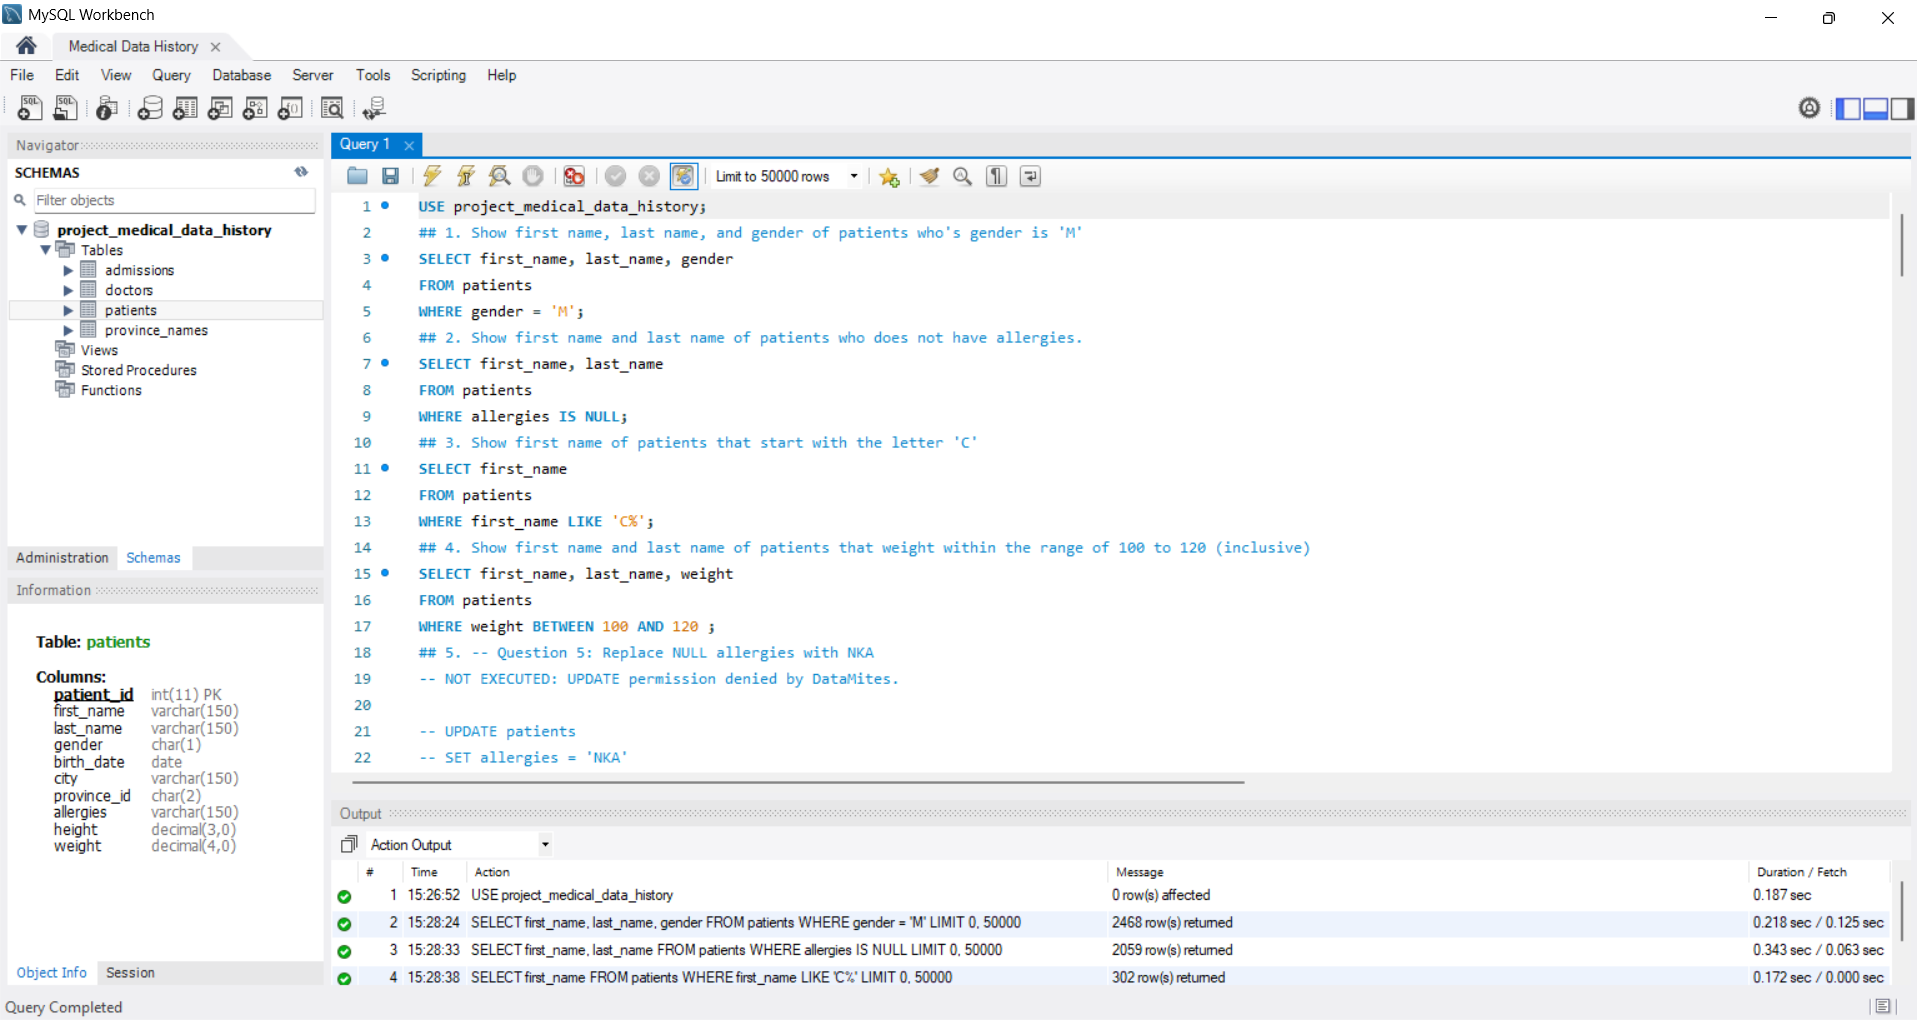 MySQL Workbench
Medical Data History
File Edit View Query Database Server Tools Scripting Help
Navigator
SCHEMAS
Filter objects
project_medical_data_history
Tables
admissions
doctors
patients
province_names
Views
Stored Procedures
Functions
Administration Schemas
Information
Table: patients
Columns:
patient_id int(11) PK
first_name varchar(150)
last_name varchar(150)
gender char(1)
birth_date date
city varchar(150)
province_id char(2)
allergies varchar(150)
height decimal(3,0)
weight decimal(4,0)
Object Info Session
Query 1
Limit to 50000 rows
1 USE project_medical_data_history;
2 ## 1. Show first name, last name, and gender of patients who's gender is 'M'
3 SELECT first_name, last_name, gender
4 FROM patients
5 WHERE gender = 'M';
6 ## 2. Show first name and last name of patients who does not have allergies.
7 SELECT first_name, last_name
8 FROM patients
9 WHERE allergies IS NULL;
10 ## 3. Show first name of patients that start with the letter 'C'
11 SELECT first_name
12 FROM patients
13 WHERE first_name LIKE 'C%';
14 ## 4. Show first name and last name of patients that weight within the range of 100 to 120 (inclusive)
15 SELECT first_name, last_name, weight
16 FROM patients
17 WHERE weight BETWEEN 100 AND 120 ;
18 ## 5. -- Question 5: Replace NULL allergies with NKA
19 -- NOT EXECUTED: UPDATE permission denied by DataMites.
20
21 -- UPDATE patients
22 -- SET allergies = 'NKA'
Output
Action Output
# Time Action Message Duration / Fetch
1 15:26:52 USE project_medical_data_history 0 row(s) affected 0.187 sec
2 15:28:24 SELECT first_name, last_name, gender FROM patients WHERE gender = 'M' LIMIT 0, 50000 2468 row(s) returned 0.218 sec / 0.125 sec
3 15:28:33 SELECT first_name, last_name FROM patients WHERE allergies IS NULL LIMIT 0, 50000 2059 row(s) returned 0.343 sec / 0.063 sec
4 15:28:38 SELECT first_name FROM patients WHERE first_name LIKE 'C%' LIMIT 0, 50000 302 row(s) returned 0.172 sec / 0.000 sec
Query Completed